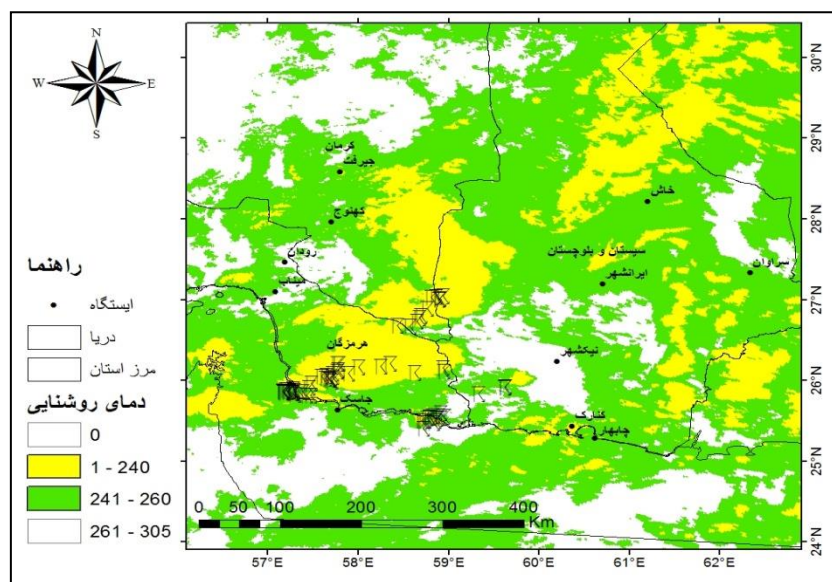 N
W E
S
30°N
29°N
28°N
27°N
26°N
25°N
24°N
کرمان
جیرفت
کهنوج
رودان
میناب
خاش
سیستان و بلوچستان
ایرانشهر
سراوان
هرمزگان
نیکشهر
جاسک
کنارک
چابهار
راهنما
ایستگاه
دریا
مرز استان
دمای روشنایی
0
1 - 240
241 - 260
261 - 305
0 50 100 200 300 400
Km
57°E 58°E 59°E 60°E 61°E 62°E